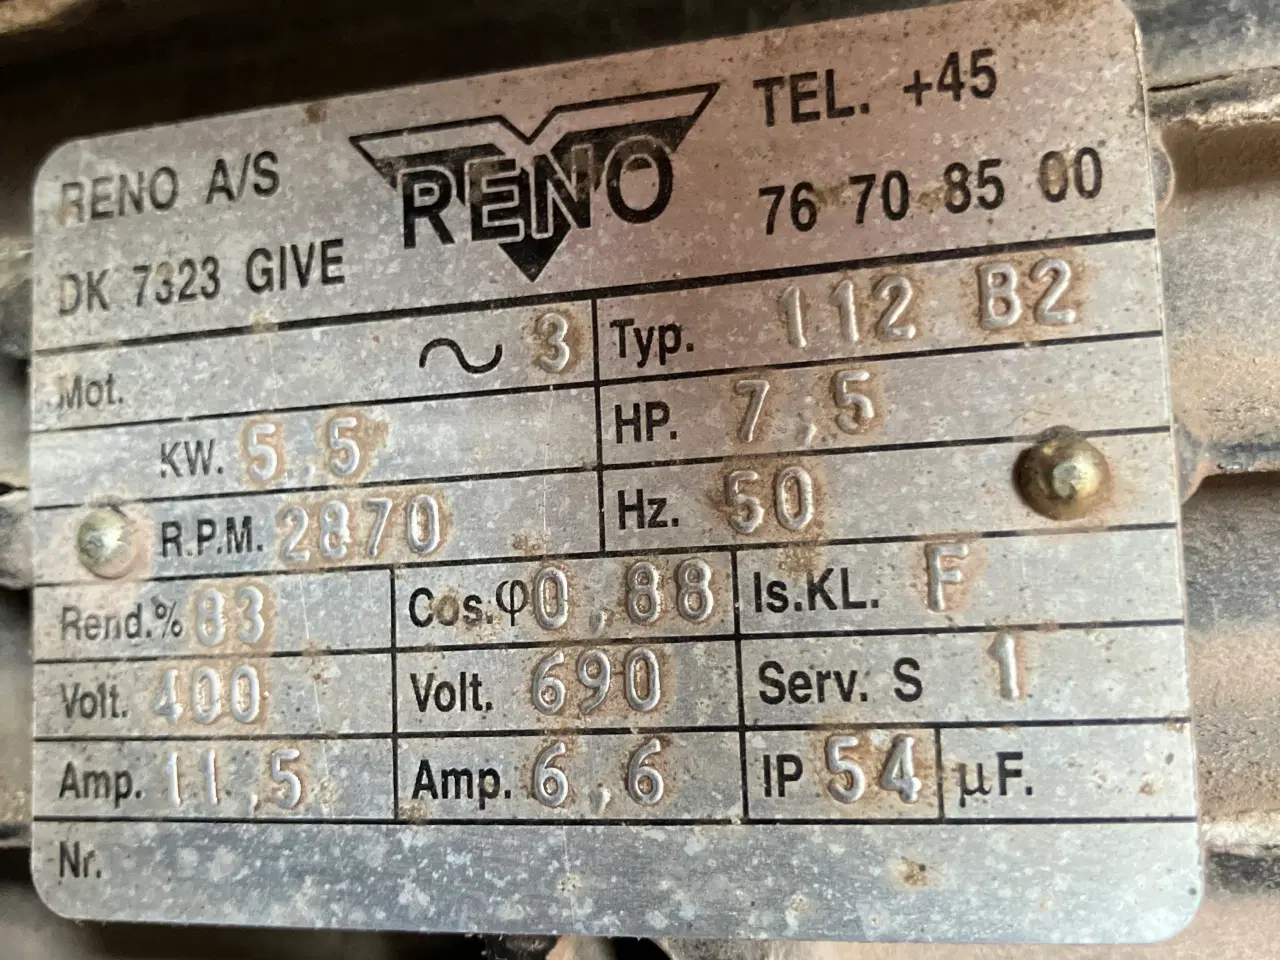 RENO A/S
DK 7323 GIVE
RENO
TEL. +45
76 70 85 00
Mot. ~ 3 Typ. 112 B2
KW. 5.5 HP. 7,5
R.P.M. 2870 Hz. 50
Rend.% 83 Cos.φ 0,88 Is.KL. F
Volt. 400 Volt. 690 Serv. S 1
Amp. 11,5 Amp. 6,6 IP 54 µF.
Nr.